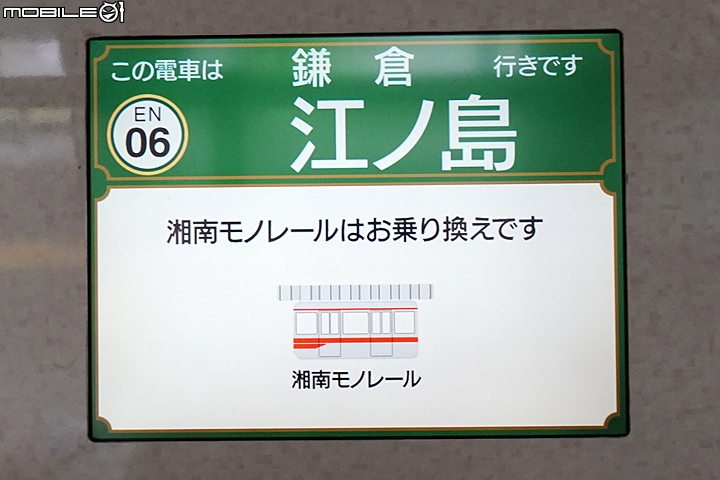 MOBILE01
この電車は 鎌倉 行きです
EN
06
江ノ島
湘南モノレールはお乗り換えです
湘南モノレール